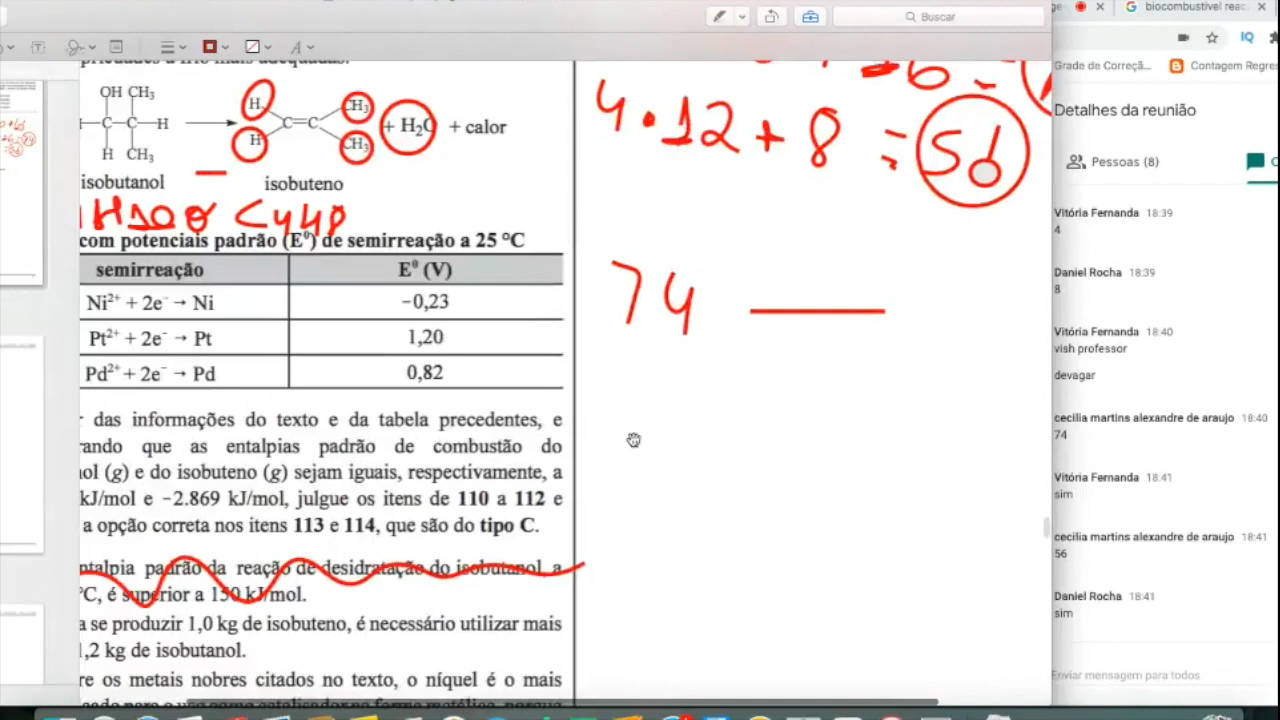 biocombustivel reac
Buscar
Grade de Correçã...
Contagem Regres
OH CH₃
H
CH₃
C C H
C=C
+ H₂O + calor
H CH₃
H
CH₃
isobutanol
isobuteno
H10O C4H8
com potenciais padrão (E⁰) de semirreação a 25 °C
semirreação E⁰ (V)
Ni²⁺ + 2e⁻ → Ni −0,23
Pt²⁺ + 2e⁻ → Pt 1,20
Pd²⁺ + 2e⁻ → Pd 0,82
das informações do texto e da tabela precedentes, e
que as entalpias padrão de combustão do
(g) e do isobuteno (g) sejam iguais, respectivamente, a
kJ/mol e −2.869 kJ/mol, julgue os itens de 110 a 112 e
a opção correta nos itens 113 e 114, que são do tipo C.
padrão da reação de desidratação do isobutanol, a
°C, é superior a 150 kJ/mol.
a se produzir 1,0 kg de isobuteno, é necessário utilizar mais
1,2 kg de isobutanol.
re os metais nobres citados no texto, o níquel é o mais
4 . 12 + 8 = 56
74
Detalhes da reunião
Pessoas (8)
Vitória Fernanda 18:39
4
Daniel Rocha 18:39
8
Vitória Fernanda 18:40
vish professor
devagar
cecilia martins alexandre de araujo 18:40
74
Vitória Fernanda 18:41
sim
cecilia martins alexandre de araujo 18:41
56
Daniel Rocha 18:41
sim
Enviar mensagem para todos